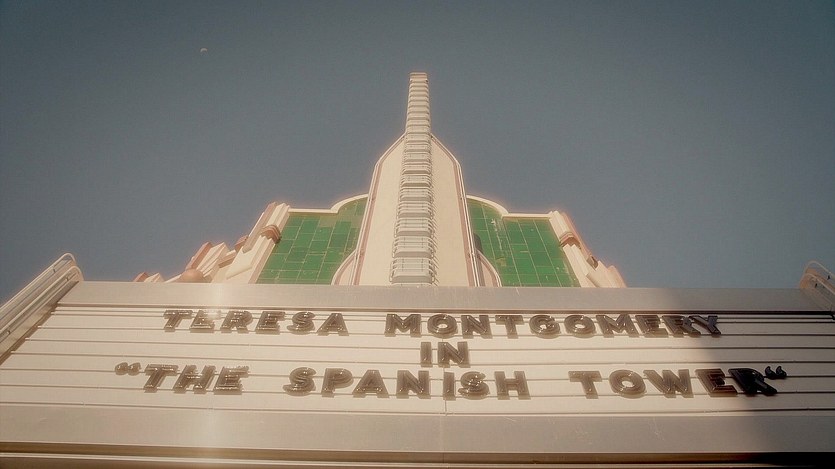 TERESA MONTGOMERY
IN
“THE SPANISH TOWER“